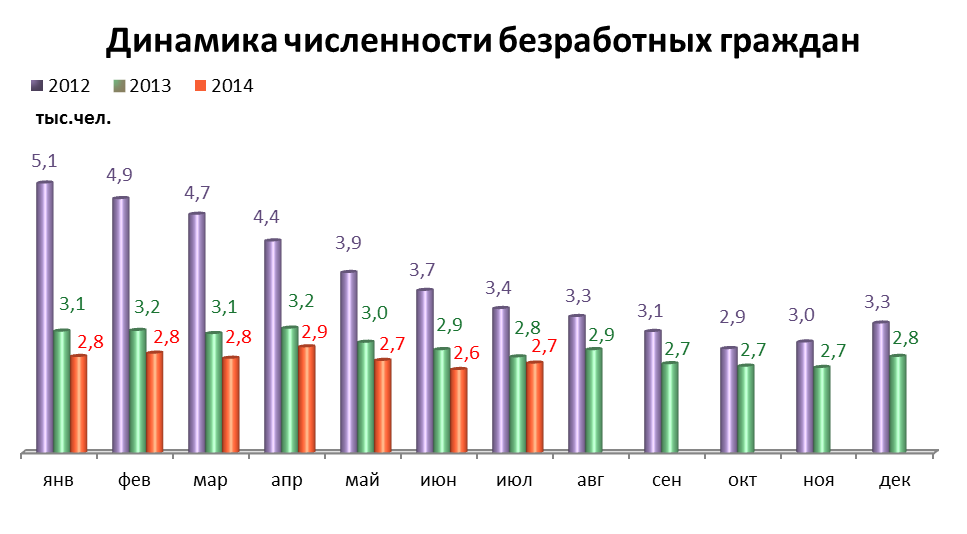 Динамика численности безработных граждан
2012 2013 2014
тыс.чел.
5,1 4,9 4,7 4,4 3,9 3,7 3,4 3,3 3,1 2,9 3,0 3,3
3,1 3,2 3,1 3,2 3,0 2,9 2,8 2,9 2,7 2,7 2,7 2,8
2,8 2,8 2,8 2,9 2,7 2,6 2,7
янв фев мар апр май июн июл авг сен окт ноя дек